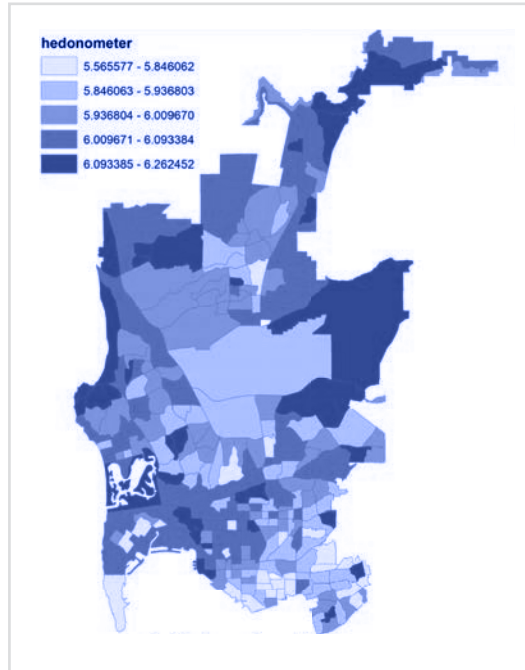 hedonometer
5.565577 - 5.846062
5.846063 - 5.936803
5.936804 - 6.009670
6.009671 - 6.093384
6.093385 - 6.262452